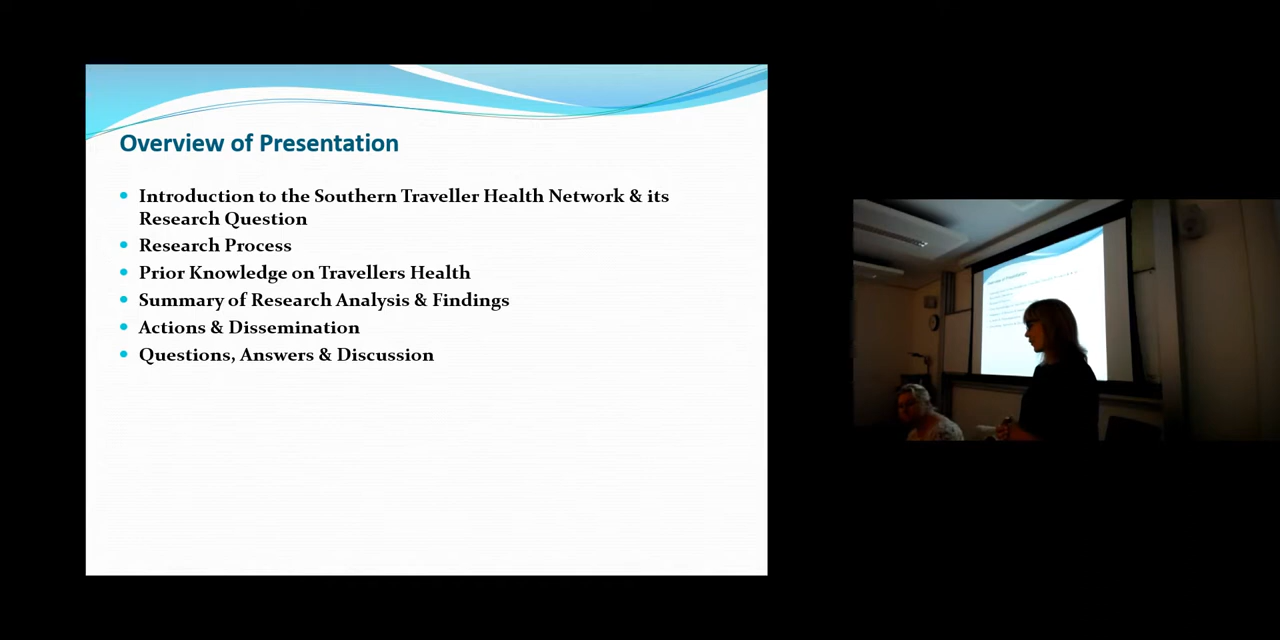 Overview of Presentation
Introduction to the Southern Traveller Health Network & its
Research Question
Research Process
Prior Knowledge on Travellers Health
Summary of Research Analysis & Findings
Actions & Dissemination
Questions, Answers & Discussion